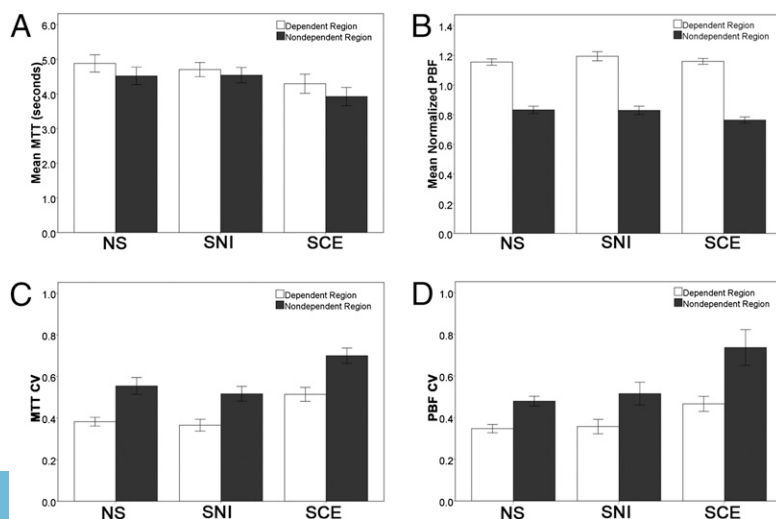 A
Mean MTT (seconds)
6.0
5.0
4.0
3.0
2.0
1.0
0.0
Dependent Region
Nondependent Region
NS SNI SCE
B
Mean Normalized PBF
1.4
1.2
1.0
0.8
0.6
0.4
0.2
0.0
Dependent Region
Nondependent Region
NS SNI SCE
C
MTT CV
1.0
0.8
0.6
0.4
0.2
0.0
Dependent Region
Nondependent Region
NS SNI SCE
D
PBF CV
1.0
0.8
0.6
0.4
0.2
0.0
Dependent Region
Nondependent Region
NS SNI SCE